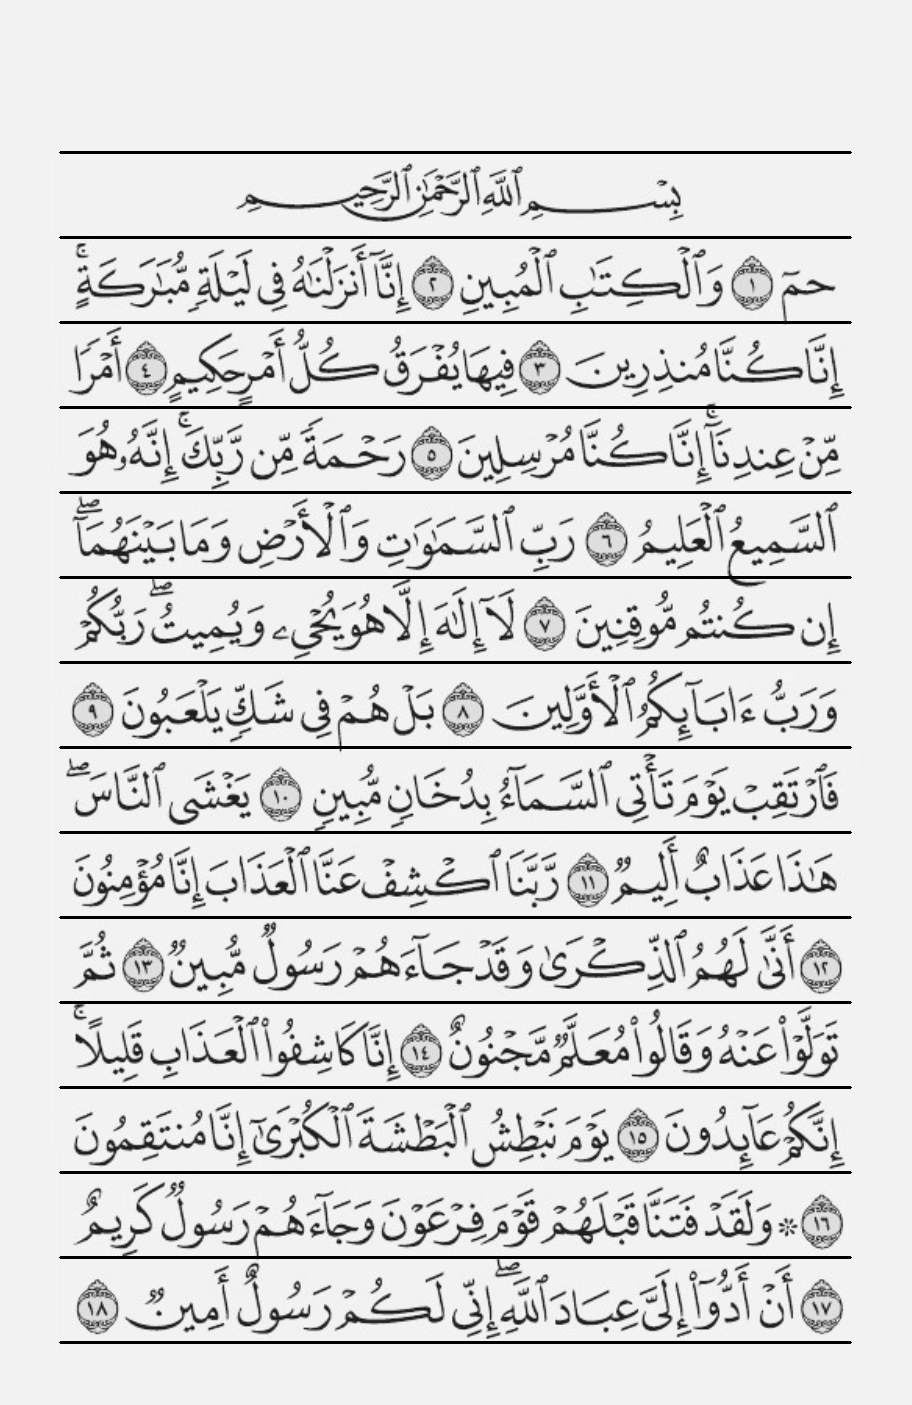 بِسْمِ ٱللَّهِ ٱلرَّحْمَٰنِ ٱلرَّحِيمِ
حمٓ ١ وَٱلْكِتَٰبِ ٱلْمُبِينِ ٢ إِنَّآ أَنزَلْنَٰهُ فِى لَيْلَةٍ مُّبَٰرَكَةٍ ۚ
إِنَّا كُنَّا مُنذِرِينَ ٣ فِيهَا يُفْرَقُ كُلُّ أَمْرٍ حَكِيمٍ ٤ أَمْرًا
مِّنْ عِندِنَآ ۚ إِنَّا كُنَّا مُرْسِلِينَ ٥ رَحْمَةً مِّن رَّبِّكَ ۚ إِنَّهُۥ هُوَ
ٱلسَّمِيعُ ٱلْعَلِيمُ ٦ رَبِّ ٱلسَّمَٰوَٰتِ وَٱلْأَرْضِ وَمَا بَيْنَهُمَآ ۖ
إِن كُنتُم مُّوقِنِينَ ٧ لَآ إِلَٰهَ إِلَّا هُوَ يُحْىِۦ وَيُمِيتُ ۖ رَبُّكُمْ
وَرَبُّ ءَابَآئِكُمُ ٱلْأَوَّلِينَ ٨ بَلْ هُمْ فِى شَكٍّ يَلْعَبُونَ ٩
فَٱرْتَقِبْ يَوْمَ تَأْتِى ٱلسَّمَآءُ بِدُخَانٍ مُّبِينٍ ١٠ يَغْشَى ٱلنَّاسَ ۖ
هَٰذَا عَذَابٌ أَلِيمٌ ١١ رَّبَّنَا ٱكْشِفْ عَنَّا ٱلْعَذَابَ إِنَّا مُؤْمِنُونَ
١٢ أَنَّىٰ لَهُمُ ٱلذِّكْرَىٰ وَقَدْ جَآءَهُمْ رَسُولٌ مُّبِينٌ ١٣ ثُمَّ
تَوَلَّوْا۟ عَنْهُ وَقَالُوا۟ مُعَلَّمٌ مَّجْنُونٌ ١٤ إِنَّا كَاشِفُوا۟ ٱلْعَذَابِ قَلِيلًا ۚ
إِنَّكُمْ عَآئِدُونَ ١٥ يَوْمَ نَبْطِشُ ٱلْبَطْشَةَ ٱلْكُبْرَىٰٓ إِنَّا مُنتَقِمُونَ
١٦ ۞ وَلَقَدْ فَتَنَّا قَبْلَهُمْ قَوْمَ فِرْعَوْنَ وَجَآءَهُمْ رَسُولٌ كَرِيمٌ
١٧ أَنْ أَدُّوٓا۟ إِلَىَّ عِبَادَ ٱللَّهِ ۖ إِنِّى لَكُمْ رَسُولٌ أَمِينٌ ١٨